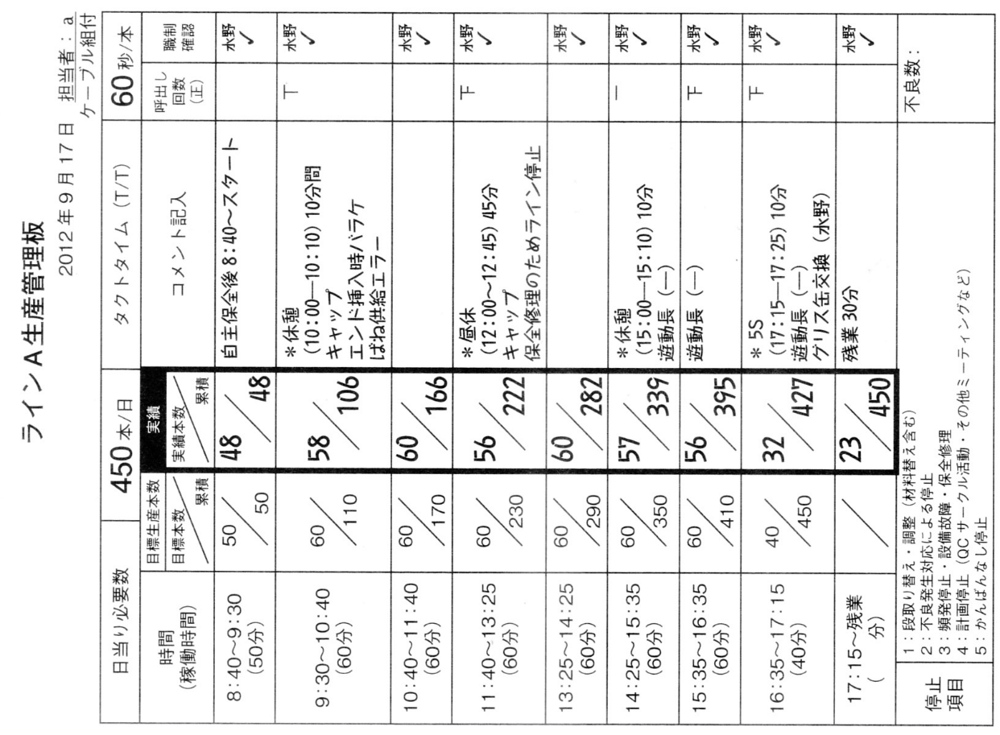 ラインA生産管理板
2012年9月17日 担当者：a
ケーブル組付
日当り必要数 450本/日 タクトタイム（T/T） 60秒/本
時間
（稼働時間）
目標生産本数
目標本数／累積
実績
実績本数／累積
コメント記入
呼出し
回数
（正）
職制
確認
8:40～9:30
（50分）
50／50
48／48
自主保全後 8:40～スタート
水野
✓
9:30～10:40
（60分）
60／110
58／106
＊休憩
（10:00―10:10）10分間
キャップ
エンド挿入時バラケ
ばね供給エラー
丅
水野
✓
10:40～11:40
（60分）
60／170
60／166
水野
✓
11:40～13:25
（60分）
60／230
56／222
＊昼休
（12:00～12:45）45分
キャップ
保全修理のためライン停止
下
水野
✓
13:25～14:25
（60分）
60／290
60／282
水野
✓
14:25～15:35
（60分）
60／350
57／339
＊休憩
（15:00―15:10）10分
遊動長（―）
一
水野
✓
15:35～16:35
（60分）
60／410
56／395
遊動長（―）
下
水野
✓
16:35～17:15
（40分）
40／450
32／427
＊5S
（17:15―17:25）10分
遊動長（―）
グリス缶交換（水野）
下
水野
✓
17:15～残業
（　　分）
／
23／450
残業 30分
水野
✓
停止
項目
1：段取り替え・調整（材料替え含む）
2：不良発生対応による停止
3：頻発停止・設備故障・保全修理
4：計画停止（QCサークル活動・その他ミーティングなど）
5：かんばんなし停止
不良数：